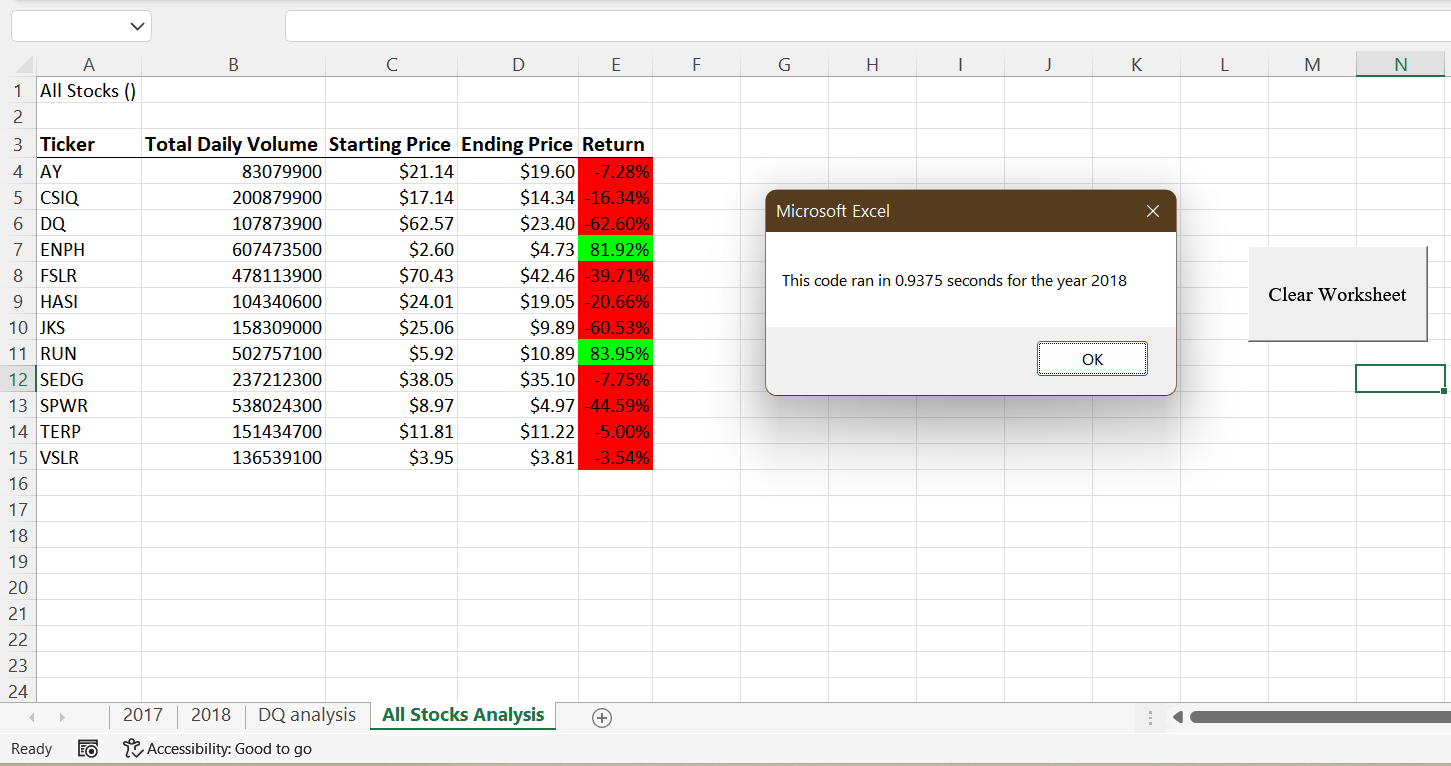 A B C D E F G H I J K L M N
1 All Stocks ()
2
3 Ticker Total Daily Volume Starting Price Ending Price Return
4 AY 83079900 $21.14 $19.60 -7.28%
5 CSIQ 200879900 $17.14 $14.34 -16.34%
6 DQ 107873900 $62.57 $23.40 -62.60%
7 ENPH 607473500 $2.60 $4.73 81.92%
8 FSLR 478113900 $70.43 $42.46 -39.71%
9 HASI 104340600 $24.01 $19.05 -20.66%
10 JKS 158309000 $25.06 $9.89 -60.53%
11 RUN 502757100 $5.92 $10.89 83.95%
12 SEDG 237212300 $38.05 $35.10 -7.75%
13 SPWR 538024300 $8.97 $4.97 -44.59%
14 TERP 151434700 $11.81 $11.22 -5.00%
15 VSLR 136539100 $3.95 $3.81 -3.54%
16
17
18
19
20
21
22
23
24
Microsoft Excel
This code ran in 0.9375 seconds for the year 2018
OK
Clear Worksheet
2017 2018 DQ analysis All Stocks Analysis
Ready Accessibility: Good to go